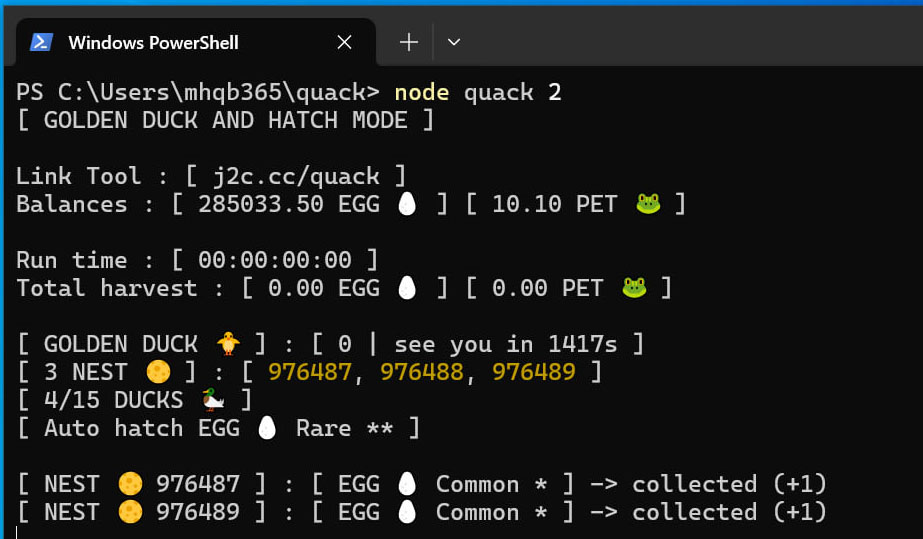 Windows PowerShell
PS C:\Users\mhqb365\quack> node quack 2
[ GOLDEN DUCK AND HATCH MODE ]
Link Tool : [ j2c.cc/quack ]
Balances : [ 285033.50 EGG 🥚 ] [ 10.10 PET 🐸 ]
Run time : [ 00:00:00:00 ]
Total harvest : [ 0.00 EGG 🥚 ] [ 0.00 PET 🐸 ]
[ GOLDEN DUCK 🐥 ] : [ 0 | see you in 1417s ]
[ 3 NEST 🌕 ] : [ 976487, 976488, 976489 ]
[ 4/15 DUCKS 🦆 ]
[ Auto hatch EGG 🥚 Rare ** ]
[ NEST 🌕 976487 ] : [ EGG 🥚 Common * ] -> collected (+1)
[ NEST 🌕 976489 ] : [ EGG 🥚 Common * ] -> collected (+1)